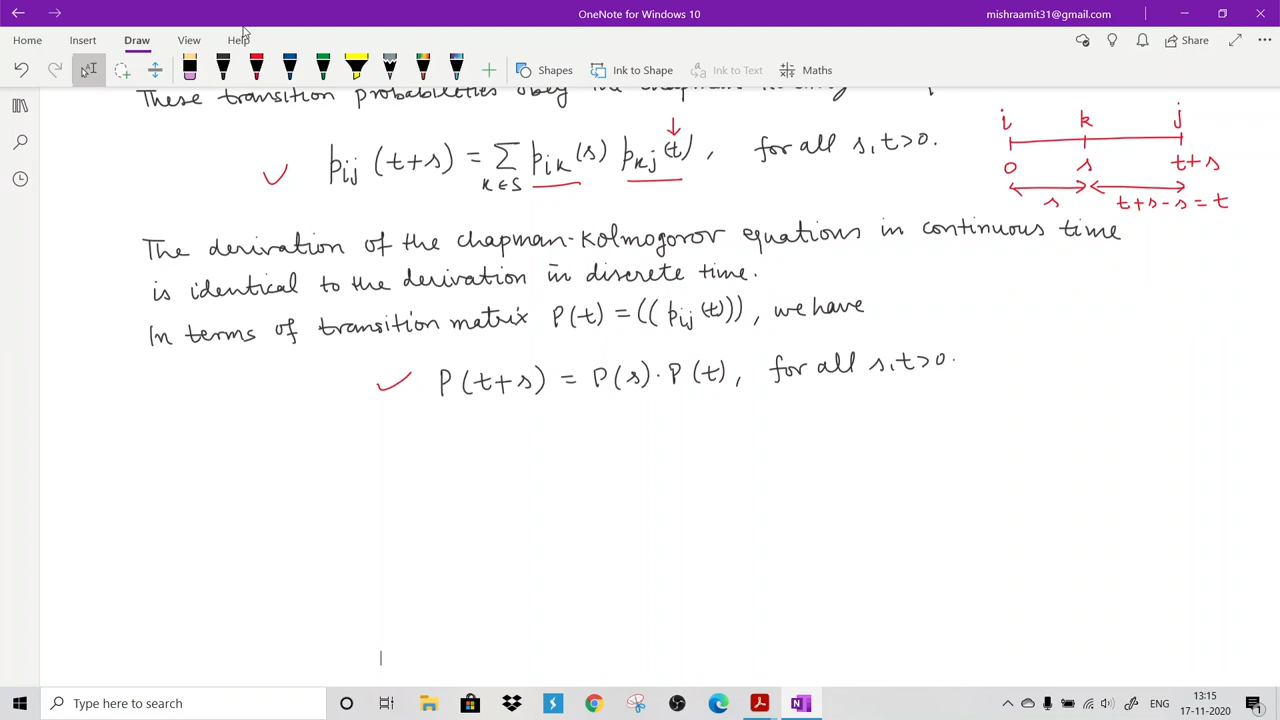 OneNote for Windows 10
mishraamit31@gmail.com
Home Insert Draw View Help
Share
Shapes
Ink to Shape
Ink to Text
Maths
These transition probabilities obey the chapman
pij (t+s) = Σ pik (s) pkj (t), for all s,t>0.
k∈S
i k j
0 s t+s
s t+s-s=t
The derivation of the chapman-Kolmogorov equations in continuous time
is identical to the derivation in discrete time.
In terms of transition matrix P(t) = ((pij (t))), we have
P(t+s) = P(s)·P(t), for all s,t>0.
Type here to search
ENG
13:15
17-11-2020
1